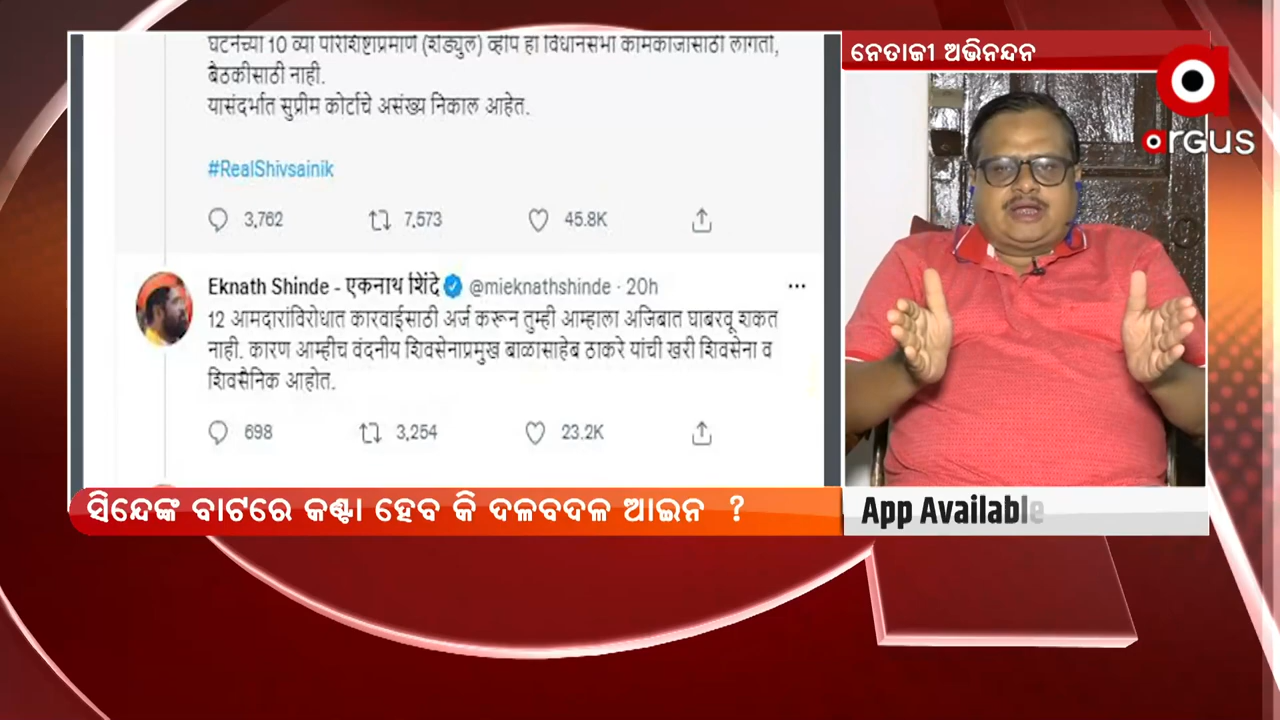 घटनेच्या 10 व्या परिशिष्टाप्रमाणे (शेड्युल) व्हीप हा विधानसभा कामकाजासाठी लागतो,
बैठकीसाठी नाही.
यासंदर्भात सुप्रीम कोर्टाचे असंख्य निकाल आहेत.
#RealShivsainik
3,762 7,573 45.8K
Eknath Shinde - एकनाथ शिंदे @mieknathshinde · 20h
12 आमदारांविरोधात कारवाईसाठी अर्ज करून तुम्ही आम्हाला अजिबात घाबरवू शकत
नाही. कारण आम्हीच वंदनीय शिवसेनाप्रमुख बाळासाहेब ठाकरे यांची खरी शिवसेना व
शिवसैनिक आहोत.
698 3,254 23.2K
ନେତାଜୀ ଅଭିନନ୍ଦନ
argus
ସିନ୍ଦେଙ୍କ ବାଟରେ କଣ୍ଟା ହେବ କି ଦଳବଦଳ ଆଇନ ?
App Available